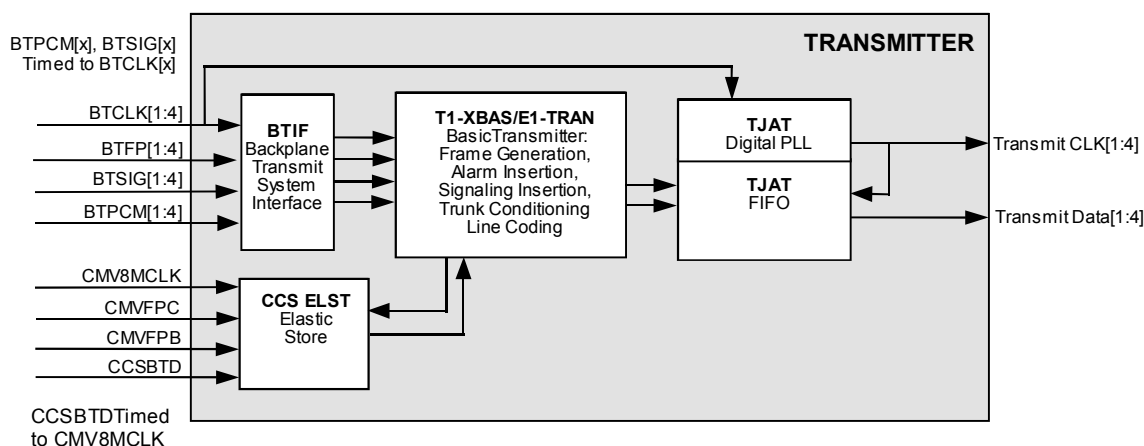 BTPCM[x], BTSIG[x]
Timed to BTCLK[x]
TRANSMITTER
BTCLK[1:4]
BTFP[1:4]
BTSIG[1:4]
BTPCM[1:4]
BTIF
Backplane
Transmit
System
Interface
T1-XBAS/E1-TRAN
BasicTransmitter:
Frame Generation,
Alarm Insertion,
Signaling Insertion,
Trunk Conditioning
Line Coding
TJAT
Digital PLL
TJAT
FIFO
Transmit CLK[1:4]
Transmit Data[1:4]
CMV8MCLK
CMVFPC
CMVFPB
CCSBTD
CCS ELST
Elastic
Store
CCSBTDTimed
to CMV8MCLK